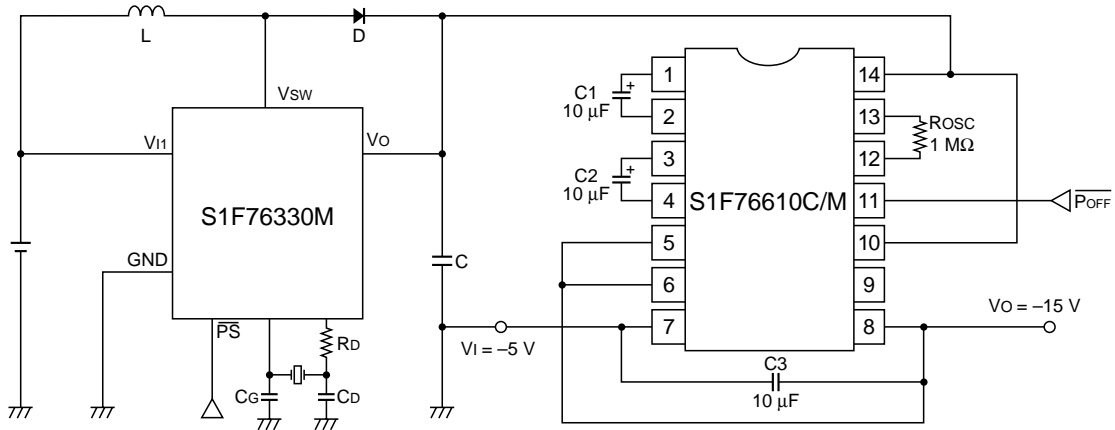 L
D
VSW
VI1
VO
S1F76330M
GND
PS
RD
CG
CD
C
VI = –5 V
C1
10 µF
+
C2
10 µF
+
1
2
3
4
5
6
7
S1F76610C/M
14
13
12
11
10
9
8
ROSC
1 MΩ
POFF
VO = –15 V
C3
10 µF